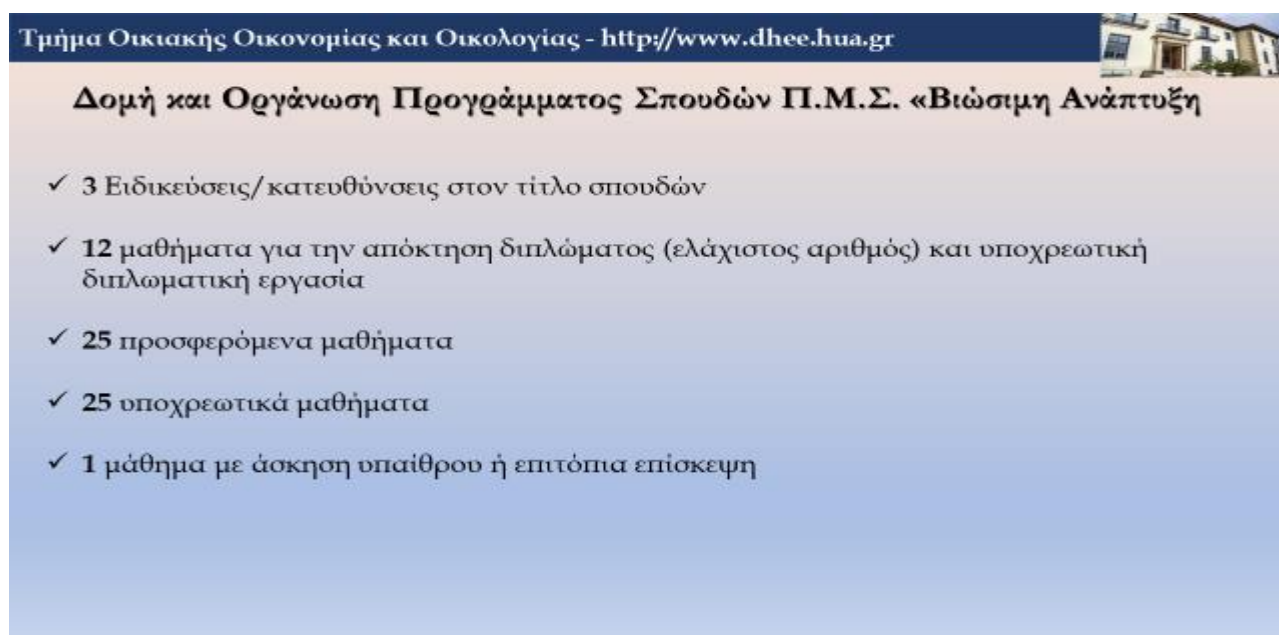 Τμήμα Οικιακής Οικονομίας και Οικολογίας - http://www.dhee.hua.gr
Δομή και Οργάνωση Προγράμματος Σπουδών Π.Μ.Σ. «Βιώσιμη Ανάπτυξη
✓ 3 Ειδικεύσεις/κατευθύνσεις στον τίτλο σπουδών
✓ 12 μαθήματα για την απόκτηση διπλώματος (ελάχιστος αριθμός) και υποχρεωτική
διπλωματική εργασία
✓ 25 προσφερόμενα μαθήματα
✓ 25 υποχρεωτικά μαθήματα
✓ 1 μάθημα με άσκηση υπαίθρου ή επιτόπια επίσκεψη